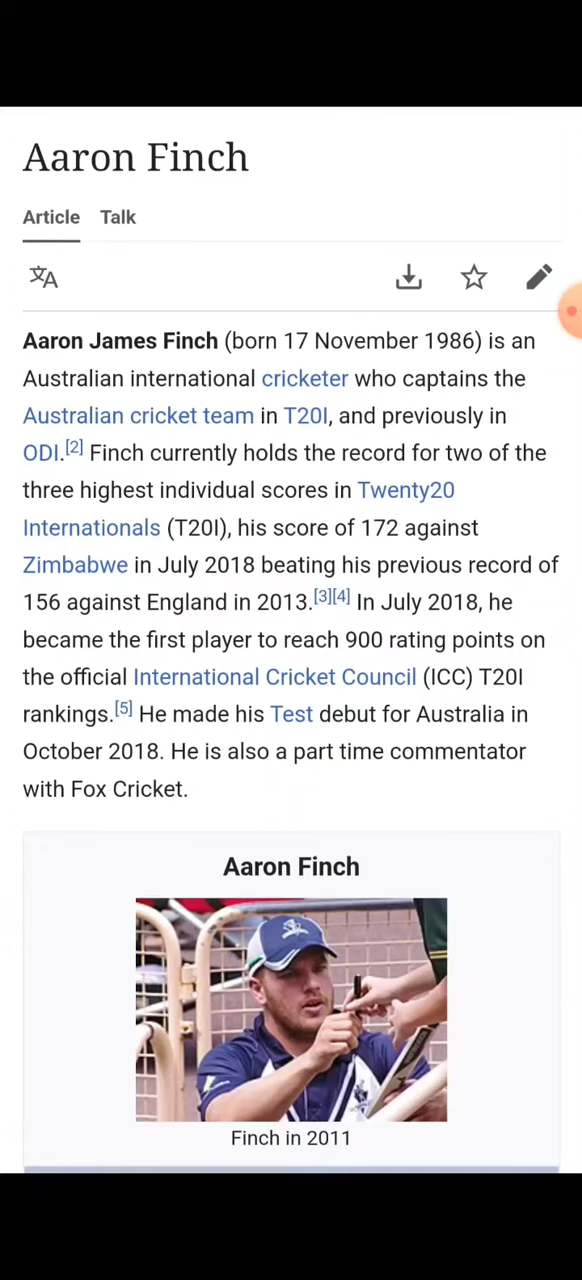 Aaron Finch
Article Talk
Aaron James Finch (born 17 November 1986) is an
Australian international cricketer who captains the
Australian cricket team in T20I, and previously in
ODI.[2] Finch currently holds the record for two of the
three highest individual scores in Twenty20
Internationals (T20I), his score of 172 against
Zimbabwe in July 2018 beating his previous record of
156 against England in 2013.[3][4] In July 2018, he
became the first player to reach 900 rating points on
the official International Cricket Council (ICC) T20I
rankings.[5] He made his Test debut for Australia in
October 2018. He is also a part time commentator
with Fox Cricket.
Aaron Finch
Finch in 2011